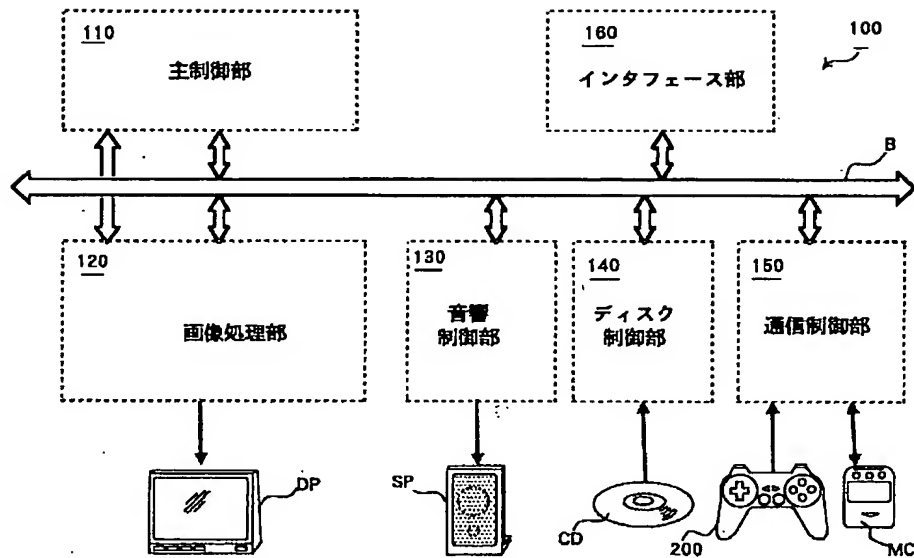 110
主制御部
160
インタフェース部
100
B
120
画像処理部
130
音響
制御部
140
ディスク
制御部
150
通信制御部
DP
SP
CD
200
MC